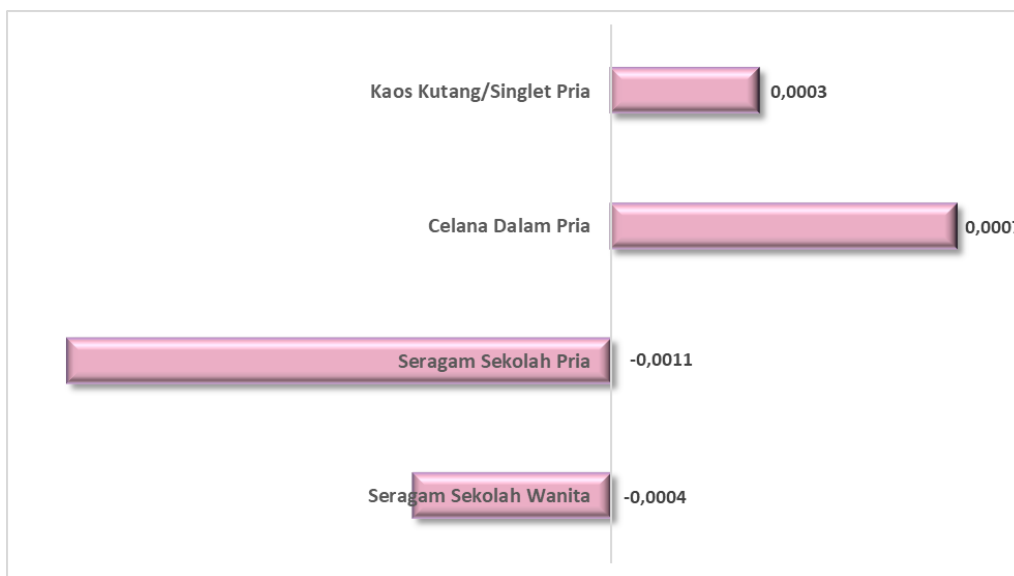 Kaos Kutang/Singlet Pria 0,0003
Celana Dalam Pria 0,0007
Seragam Sekolah Pria -0,0011
Seragam Sekolah Wanita -0,0004